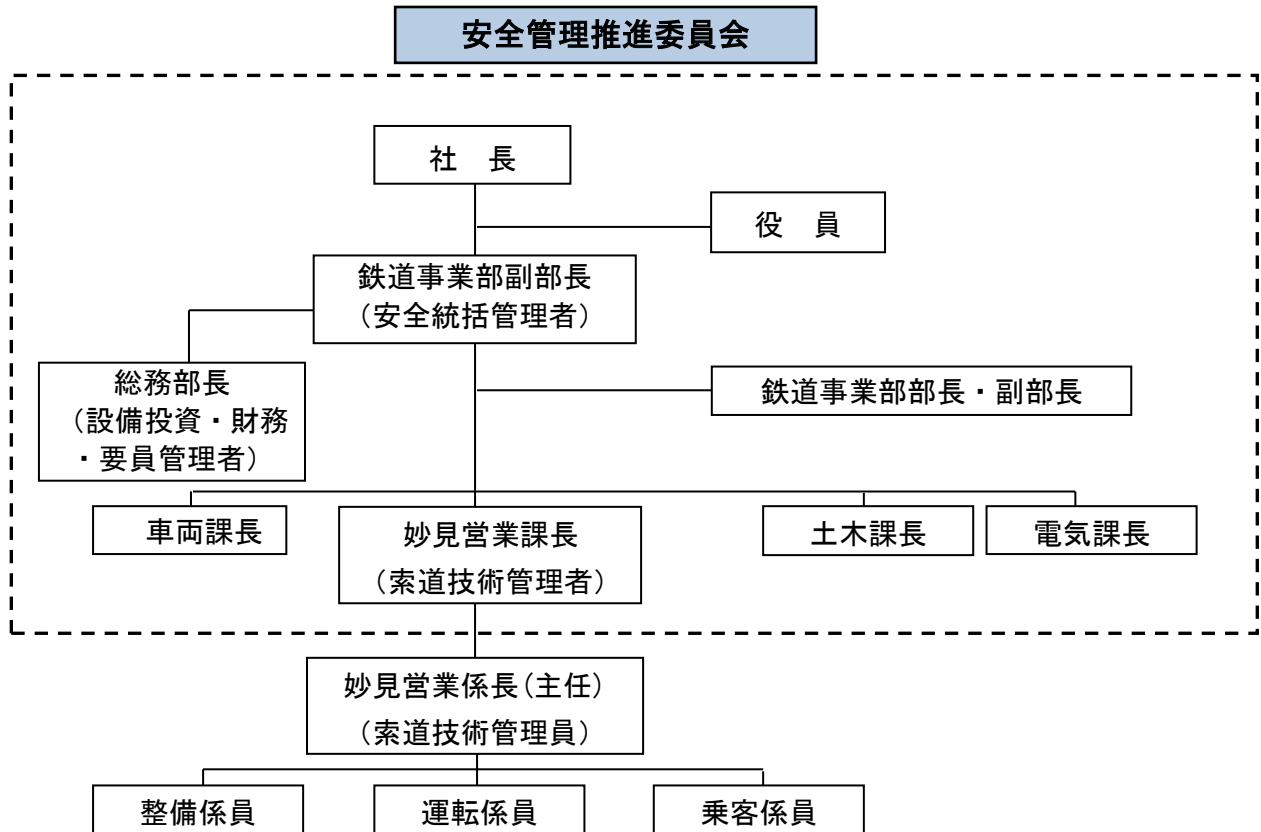 安全管理推進委員会
社　長
役　員
鉄道事業部副部長
（安全統括管理者）
総務部長
（設備投資・財務
・要員管理者）
鉄道事業部部長・副部長
車両課長
妙見営業課長
（索道技術管理者）
土木課長
電気課長
妙見営業係長（主任）
（索道技術管理員）
整備係員
運転係員
乗客係員